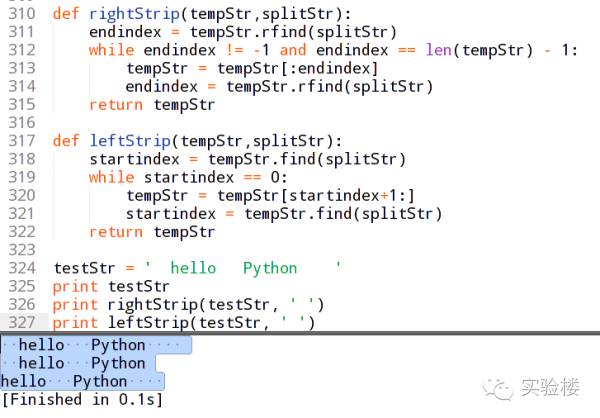 310 def rightStrip(tempStr,splitStr):
311     endindex = tempStr.rfind(splitStr)
312     while endindex != -1 and endindex == len(tempStr) - 1:
313         tempStr = tempStr[:endindex]
314         endindex = tempStr.rfind(splitStr)
315     return tempStr
316
317 def leftStrip(tempStr,splitStr):
318     startindex = tempStr.find(splitStr)
319     while startindex == 0:
320         tempStr = tempStr[startindex+1:]
321         startindex = tempStr.find(splitStr)
322     return tempStr
323
324 testStr = '  hello   Python    '
325 print testStr
326 print rightStrip(testStr, ' ')
327 print leftStrip(testStr, ' ')
  hello   Python    
  hello   Python
hello   Python    
[Finished in 0.1s]
实验楼